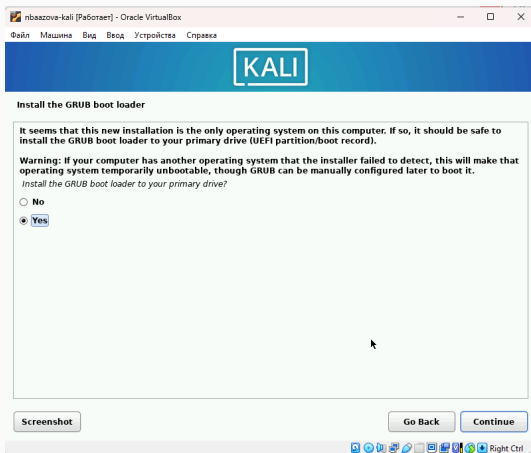 nbaazova-kali [Работает] - Oracle VirtualBox
Файл Машина Вид Ввод Устройства Справка
KALI
Install the GRUB boot loader
It seems that this new installation is the only operating system on this computer. If so, it should be safe to
install the GRUB boot loader to your primary drive (UEFI partition/boot record).
Warning: If your computer has another operating system that the installer failed to detect, this will make that
operating system temporarily unbootable, though GRUB can be manually configured later to boot it.
Install the GRUB boot loader to your primary drive?
No
Yes
Screenshot Go Back Continue
Right Ctrl